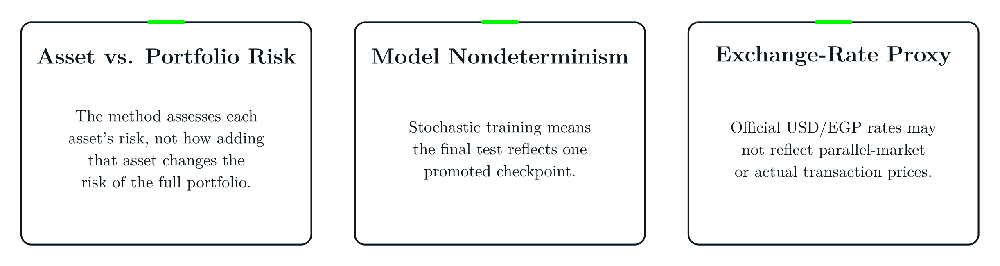 Asset vs. Portfolio Risk
The method assesses each
asset's risk, not how adding
that asset changes the
risk of the full portfolio.
Model Nondeterminism
Stochastic training means
the final test reflects one
promoted checkpoint.
Exchange-Rate Proxy
Official USD/EGP rates may
not reflect parallel-market
or actual transaction prices.